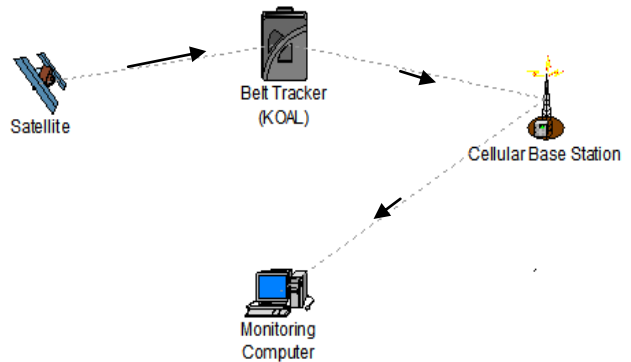 Satellite
Belt Tracker
(KOAL)
Cellular Base Station
Monitoring
Computer